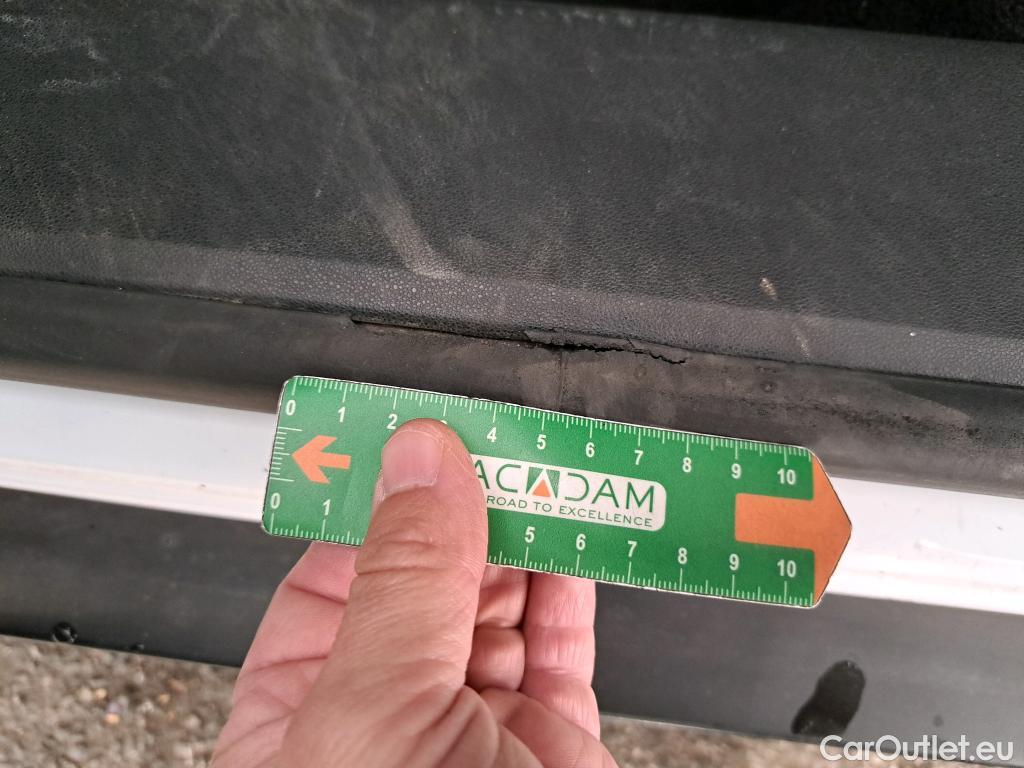 0 1 2 3 4 5 6 7 8 9 10
ACADAM
ROAD TO EXCELLENCE
0 1 5 6 7 8 9 10
CarOutlet.eu